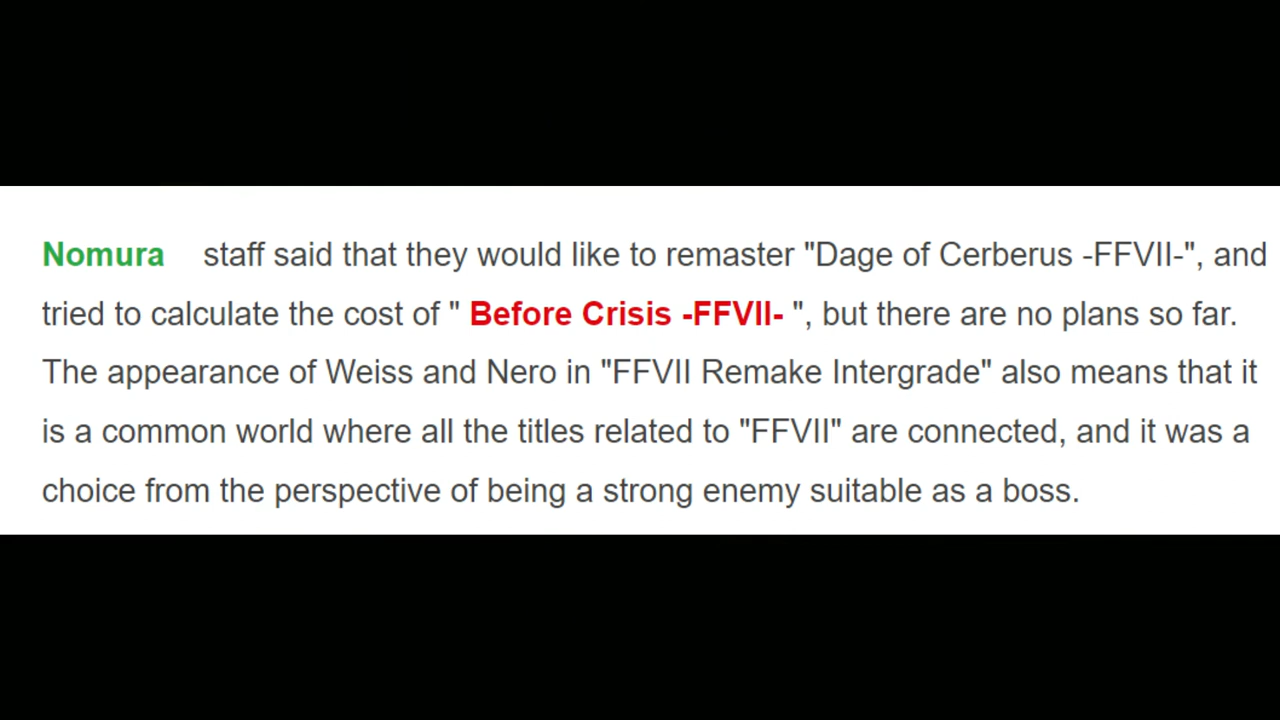 Nomura staff said that they would like to remaster "Dage of Cerberus -FFVII-", and
tried to calculate the cost of " Before Crisis -FFVII- ", but there are no plans so far.
The appearance of Weiss and Nero in "FFVII Remake Intergrade" also means that it
is a common world where all the titles related to "FFVII" are connected, and it was a
choice from the perspective of being a strong enemy suitable as a boss.